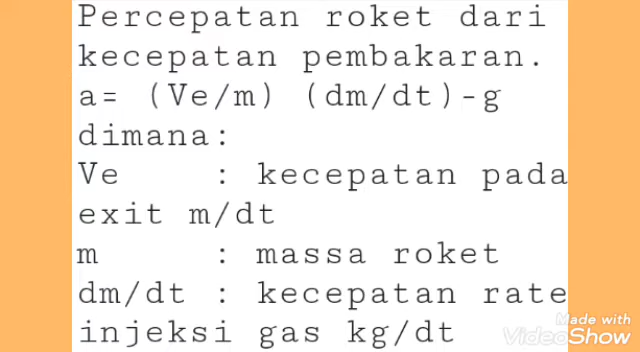 Percepatan roket dari
kecepatan pembakaran.
a= (Ve/m) (dm/dt)-g
dimana:
Ve : kecepatan pada
exit m/dt
m : massa roket
dm/dt : kecepatan rate
injeksi gas kg/dt
Made with
VideoShow